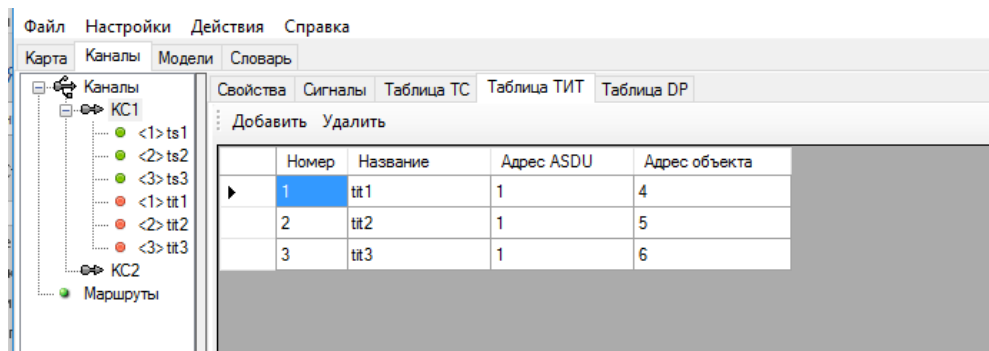 Файл Настройки Действия Справка
Карта Каналы Модели Словарь
Каналы
КС1
<1> ts1
<2> ts2
<3> ts3
<1> tit1
<2> tit2
<3> tit3
КС2
Маршруты
Свойства Сигналы Таблица ТС Таблица ТИТ Таблица DP
Добавить Удалить
Номер Название Адрес ASDU Адрес объекта
1 tit1 1 4
2 tit2 1 5
3 tit3 1 6